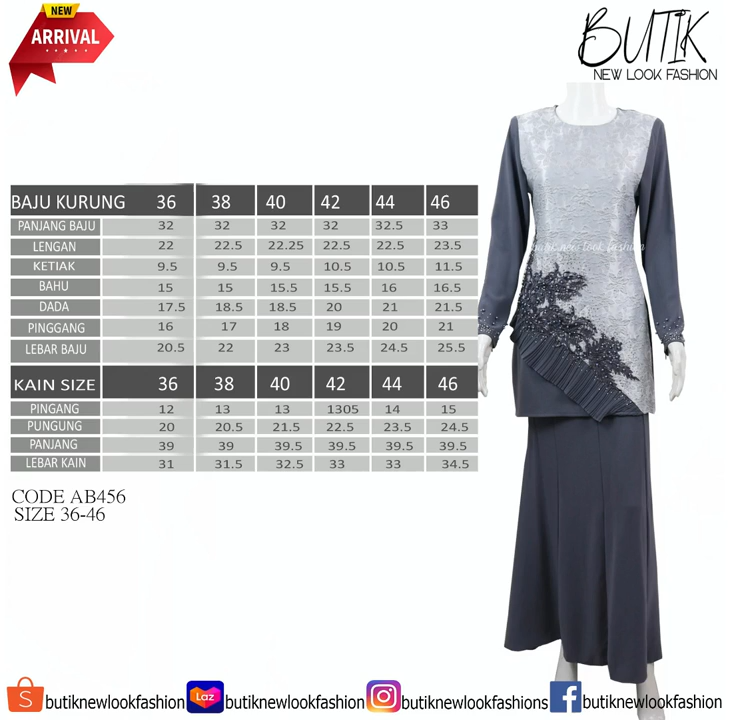 NEW
ARRIVAL
BUTIK
NEW LOOK FASHION
BAJU KURUNG 36 38 40 42 44 46
PANJANG BAJU 32 32 32 32 32.5 33
LENGAN 22 22.5 22.25 22.5 22.5 23.5
KETIAK 9.5 9.5 9.5 10.5 10.5 11.5
BAHU 15 15 15.5 15.5 16 16.5
DADA 17.5 18.5 18.5 20 21 21.5
PINGGANG 16 17 18 19 20 21
LEBAR BAJU 20.5 22 23 23.5 24.5 25.5
KAIN SIZE 36 38 40 42 44 46
PINGANG 12 13 13 1305 14 15
PUNGUNG 20 20.5 21.5 22.5 23.5 24.5
PANJANG 39 39 39.5 39.5 39.5 39.5
LEBAR KAIN 31 31.5 32.5 33 33 34.5
butik new look fashion
CODE AB456
SIZE 36-46
S butiknewlookfashion Laz butiknewlookfashion butiknewlookfashions f butiknewlookfashion